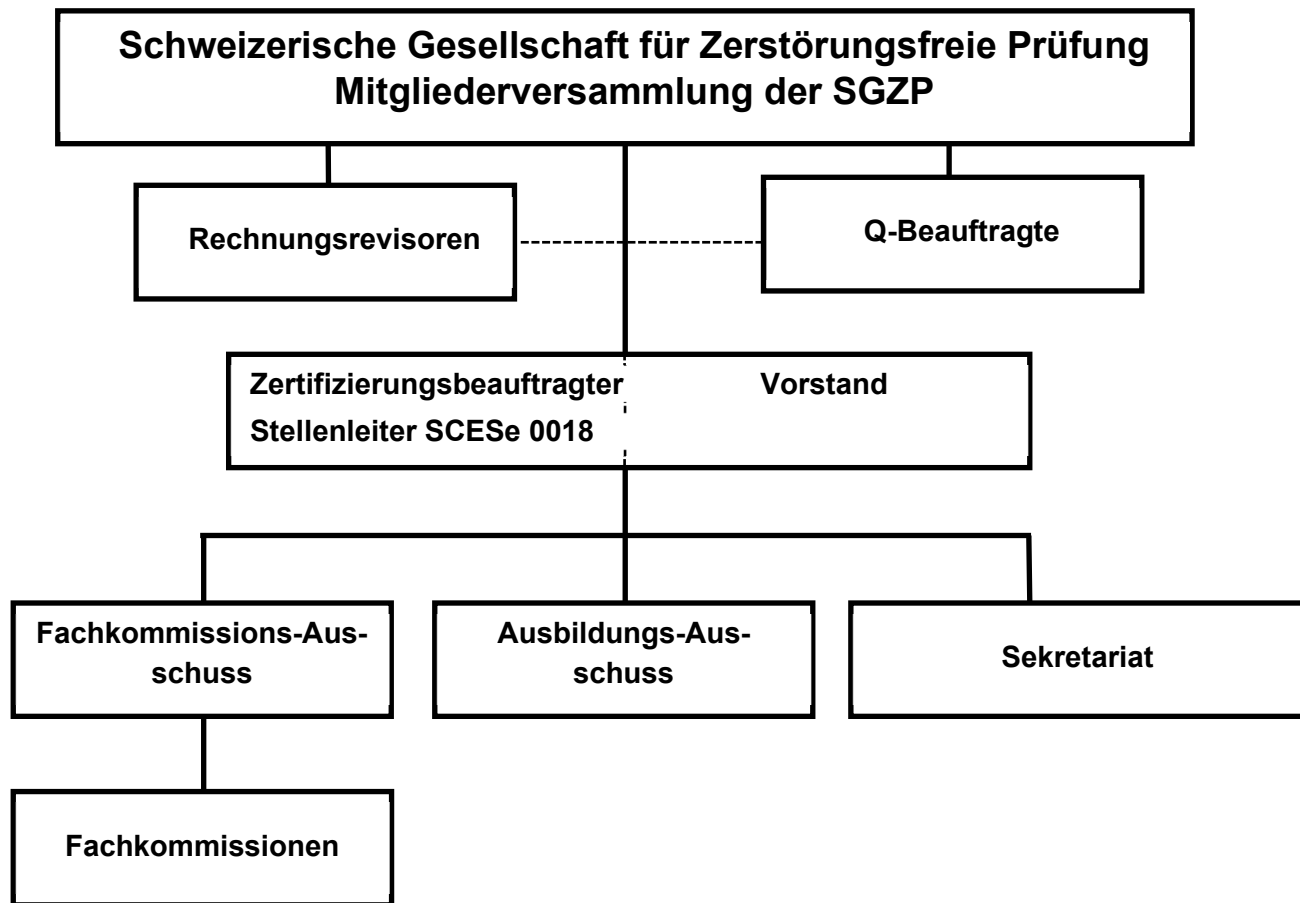 Schweizerische Gesellschaft für Zerstörungsfreie Prüfung
Mitgliederversammlung der SGZP
Rechnungsrevisoren
Q-Beauftragte
Zertifizierungsbeauftragter
Vorstand
Stellenleiter SCESe 0018
Fachkommissions-Aus-
schuss
Ausbildungs-Aus-
schuss
Sekretariat
Fachkommissionen